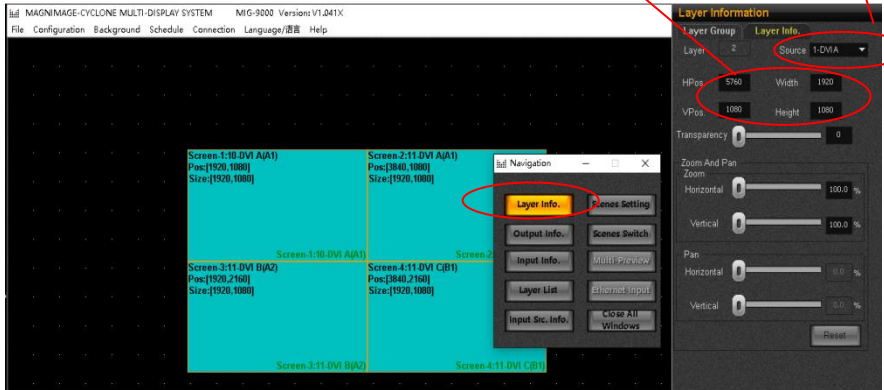 MAGNIMAGE-CYCLONE MULTI-DISPLAY SYSTEM MIG-9000 Version: V1.041X
File Configuration Background Schedule Connection Language/语言 Help
Screen-1:10-DVI A(A1)
Pos:[1920,1080]
Size:[1920,1080]
Screen-1:10-DVI A(A1)
Screen-2:11-DVI A(A1)
Pos:[3840,1080]
Size:[1920,1080]
Screen-2
Screen-3:11-DVI B(A2)
Pos:[1920,2160]
Size:[1920,1080]
Screen-3:11-DVI B(A2)
Screen-4:11-DVI C(B1)
Pos:[3840,2160]
Size:[1920,1080]
Screen-4:11-DVI C(B1)
Navigation
Layer Info. Scenes Setting
Output Info. Scenes Switch
Input Info. Multi-Preview
Layer List Ethernet Input
Input Src. Info. Close All
Windows
Layer Information
Layer Group Layer Info.
Layer 2 Source 1-DVI A
HPos 5760 Width 1920
VPos 1080 Height 1080
Transparency 0
Zoom And Pan
Zoom
Horizontal 100.0 %
Vertical 100.0 %
Pan
Horizontal 0.0 %
Vertical 0.0 %
Reset